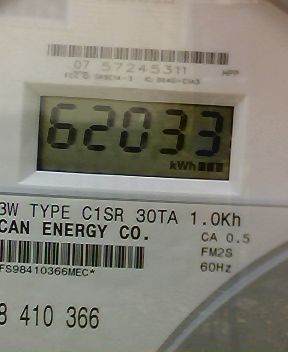 07 57245311
62033
kWh
3W TYPE C1SR 30TA 1.0Kh
CAN ENERGY CO.
CA 0.5
FM2S
60Hz
FS98410366MEC*
8 410 366